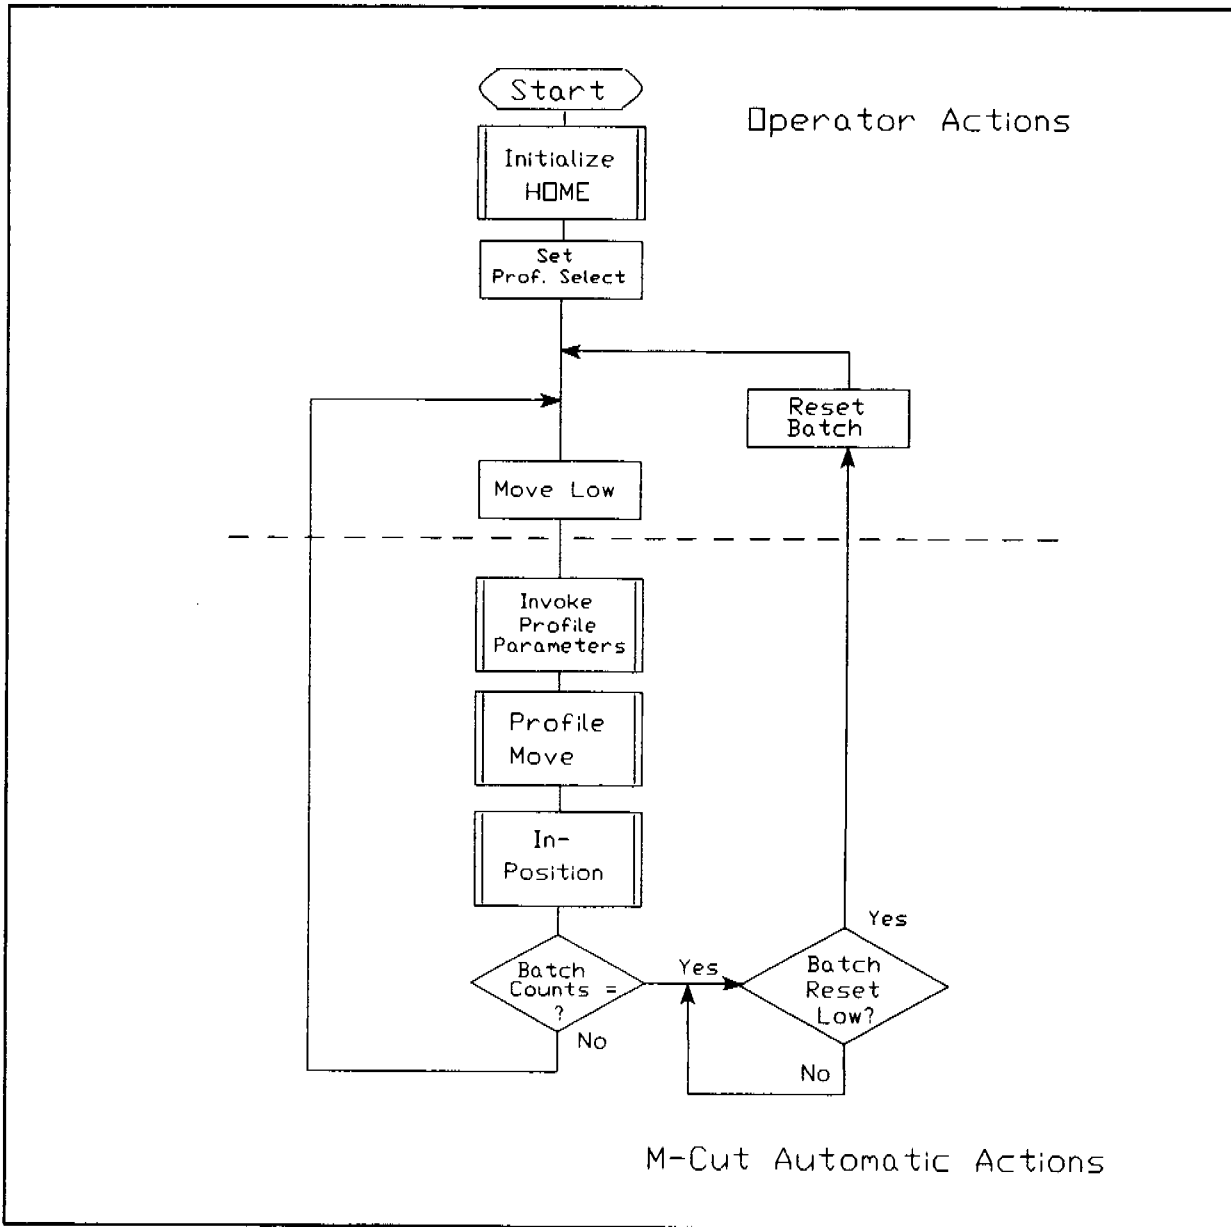 Start
Operator Actions
Initialize
HOME
Set
Prof. Select
Reset
Batch
Move Low
Invoke
Profile
Parameters
Profile
Move
In-
Position
Yes
Batch
Counts =
?
Yes
Batch
Reset
Low?
No
No
M-Cut Automatic Actions